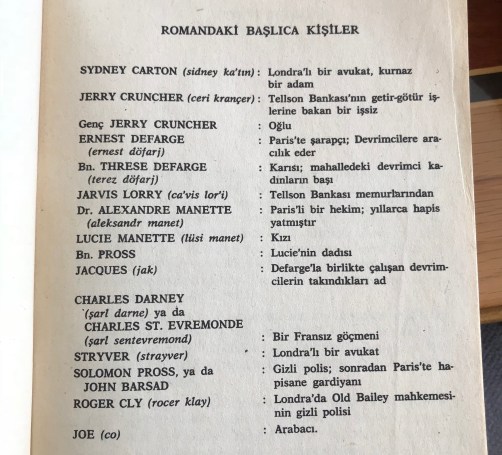 ROMANDAKİ BAŞLICA KİŞİLER
SYDNEY CARTON (sidney ka'tın) : Londra'lı bir avukat, kurnaz
bir adam
JERRY CRUNCHER (ceri krançer) : Tellson Bankası'nın getir-götür iş-
lerine bakan bir işsiz
Genç JERRY CRUNCHER : Oğlu
ERNEST DEFARGE : Paris'te şarapçı; Devrimcilere ara-
(ernest döfarj) cılık eder
Bn. THRESE DEFARGE : Karısı; mahalledeki devrimci ka-
(terez döfarj) dınların başı
JARVIS LORRY (ca'vis lor'i) : Tellson Bankası memurlarından
Dr. ALEXANDRE MANETTE : Paris'li bir hekim; yıllarca hapis
(aleksandr manet) yatmıştır
LUCIE MANETTE (lüsi manet) : Kızı
Bn. PROSS : Lucie'nin dadısı
JACQUES (jak) : Defarge'la birlikte çalışan devrim-
cilerin takındıkları ad
CHARLES DARNEY
(şarl darne) ya da
CHARLES ST. EVREMONDE
(şarl sentevremond) : Bir Fransız göçmeni
STRYVER (strayver) : Londra'lı bir avukat
SOLOMON PROSS, ya da : Gizli polis; sonradan Paris'te ha-
JOHN BARSAD pisane gardiyanı
ROGER CLY (rocer klay) : Londra'da Old Bailey mahkemesi-
nin gizli polisi
JOE (co) : Arabacı.